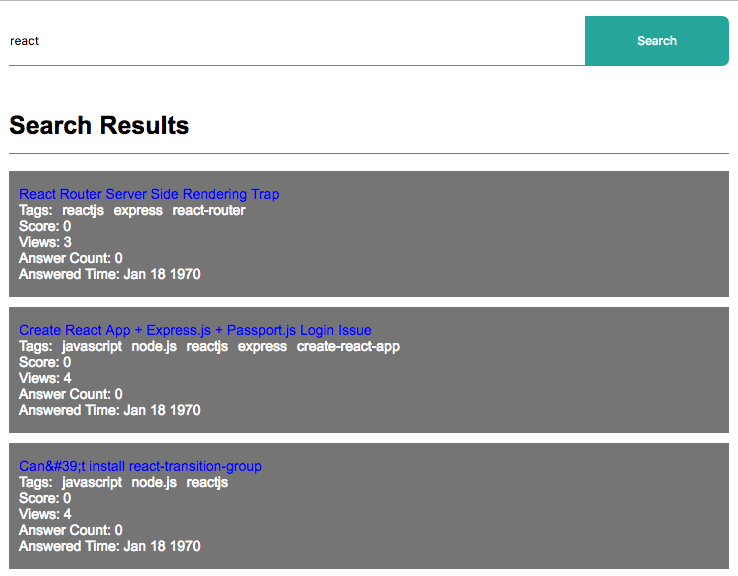 react
Search
Search Results
React Router Server Side Rendering Trap
Tags: reactjs express react-router
Score: 0
Views: 3
Answer Count: 0
Answered Time: Jan 18 1970
Create React App + Express.js + Passport.js Login Issue
Tags: javascript node.js reactjs express create-react-app
Score: 0
Views: 4
Answer Count: 0
Answered Time: Jan 18 1970
Can&#39;t install react-transition-group
Tags: javascript node.js reactjs
Score: 0
Views: 4
Answer Count: 0
Answered Time: Jan 18 1970